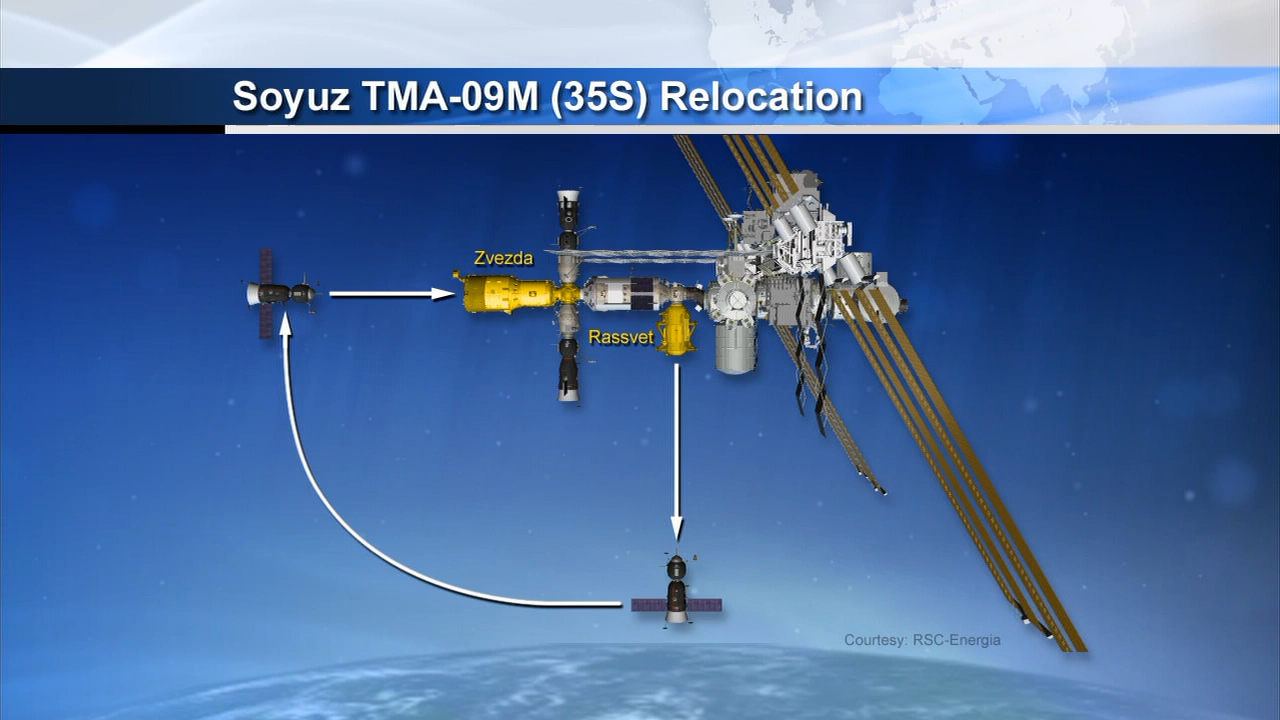 Soyuz TMA-09M (35S) Relocation
Zvezda
Rassvet
Courtesy: RSC-Energia